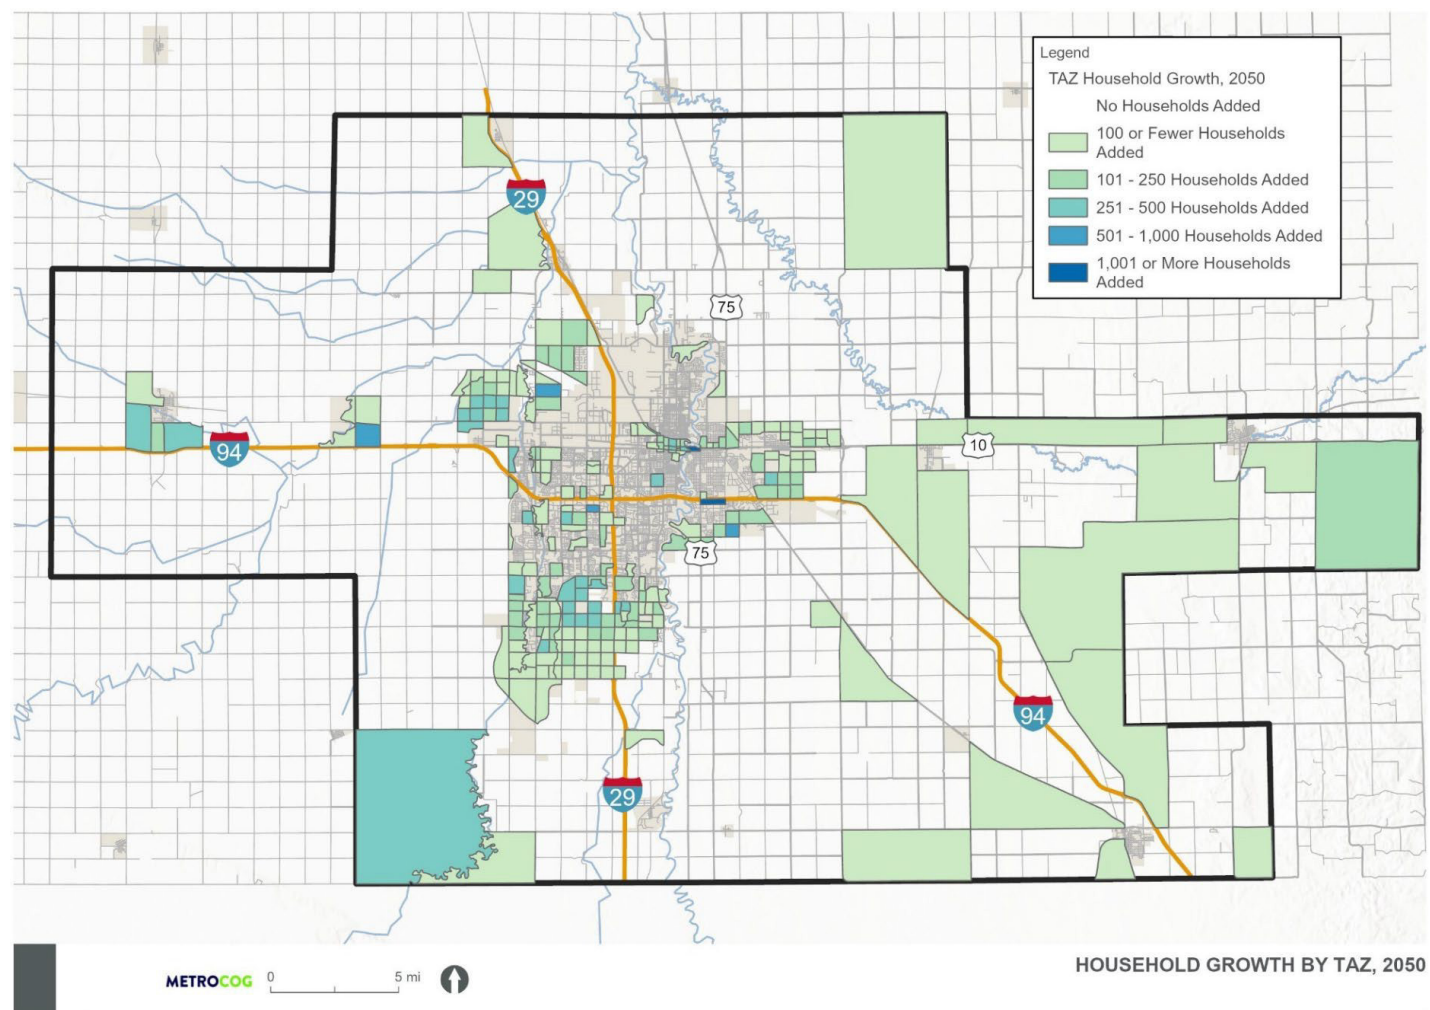 Legend
TAZ Household Growth, 2050
No Households Added
100 or Fewer Households
Added
101 - 250 Households Added
251 - 500 Households Added
501 - 1,000 Households Added
1,001 or More Households
Added
29
75
10
94
75
94
29
METROCOG
0 5 mi
HOUSEHOLD GROWTH BY TAZ, 2050